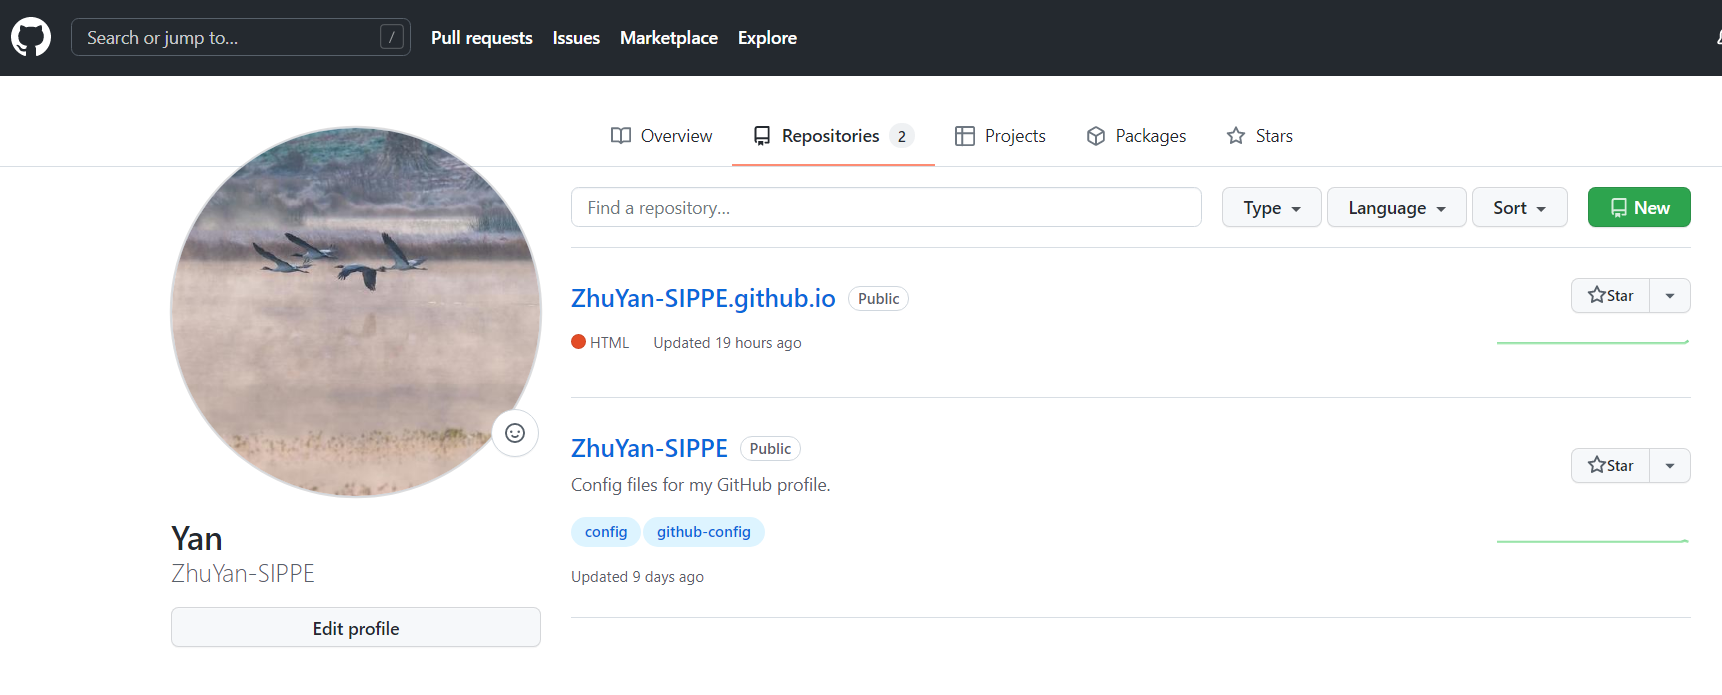 Search or jump to... /
Pull requests Issues Marketplace Explore
Overview Repositories 2 Projects Packages Stars
Find a repository... Type Language Sort New
ZhuYan-SIPPE.github.io Public
Star
HTML Updated 19 hours ago
ZhuYan-SIPPE Public
Star
Config files for my GitHub profile.
config github-config
Updated 9 days ago
Yan
ZhuYan-SIPPE
Edit profile